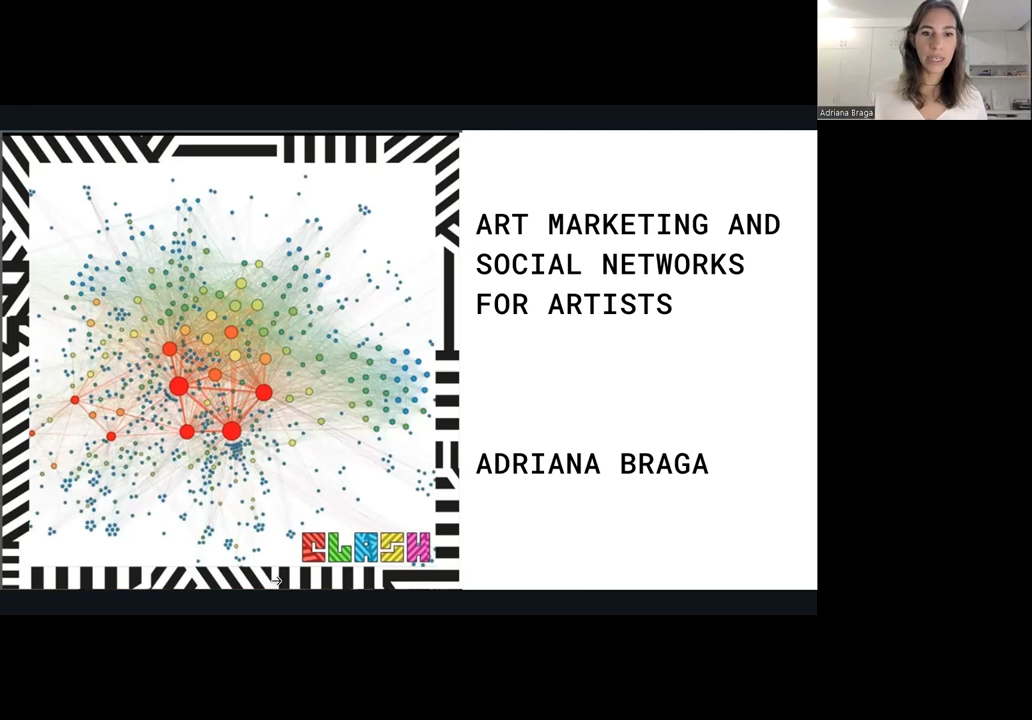 Adriana Braga
ART MARKETING AND
SOCIAL NETWORKS
FOR ARTISTS
ADRIANA BRAGA
CLASH